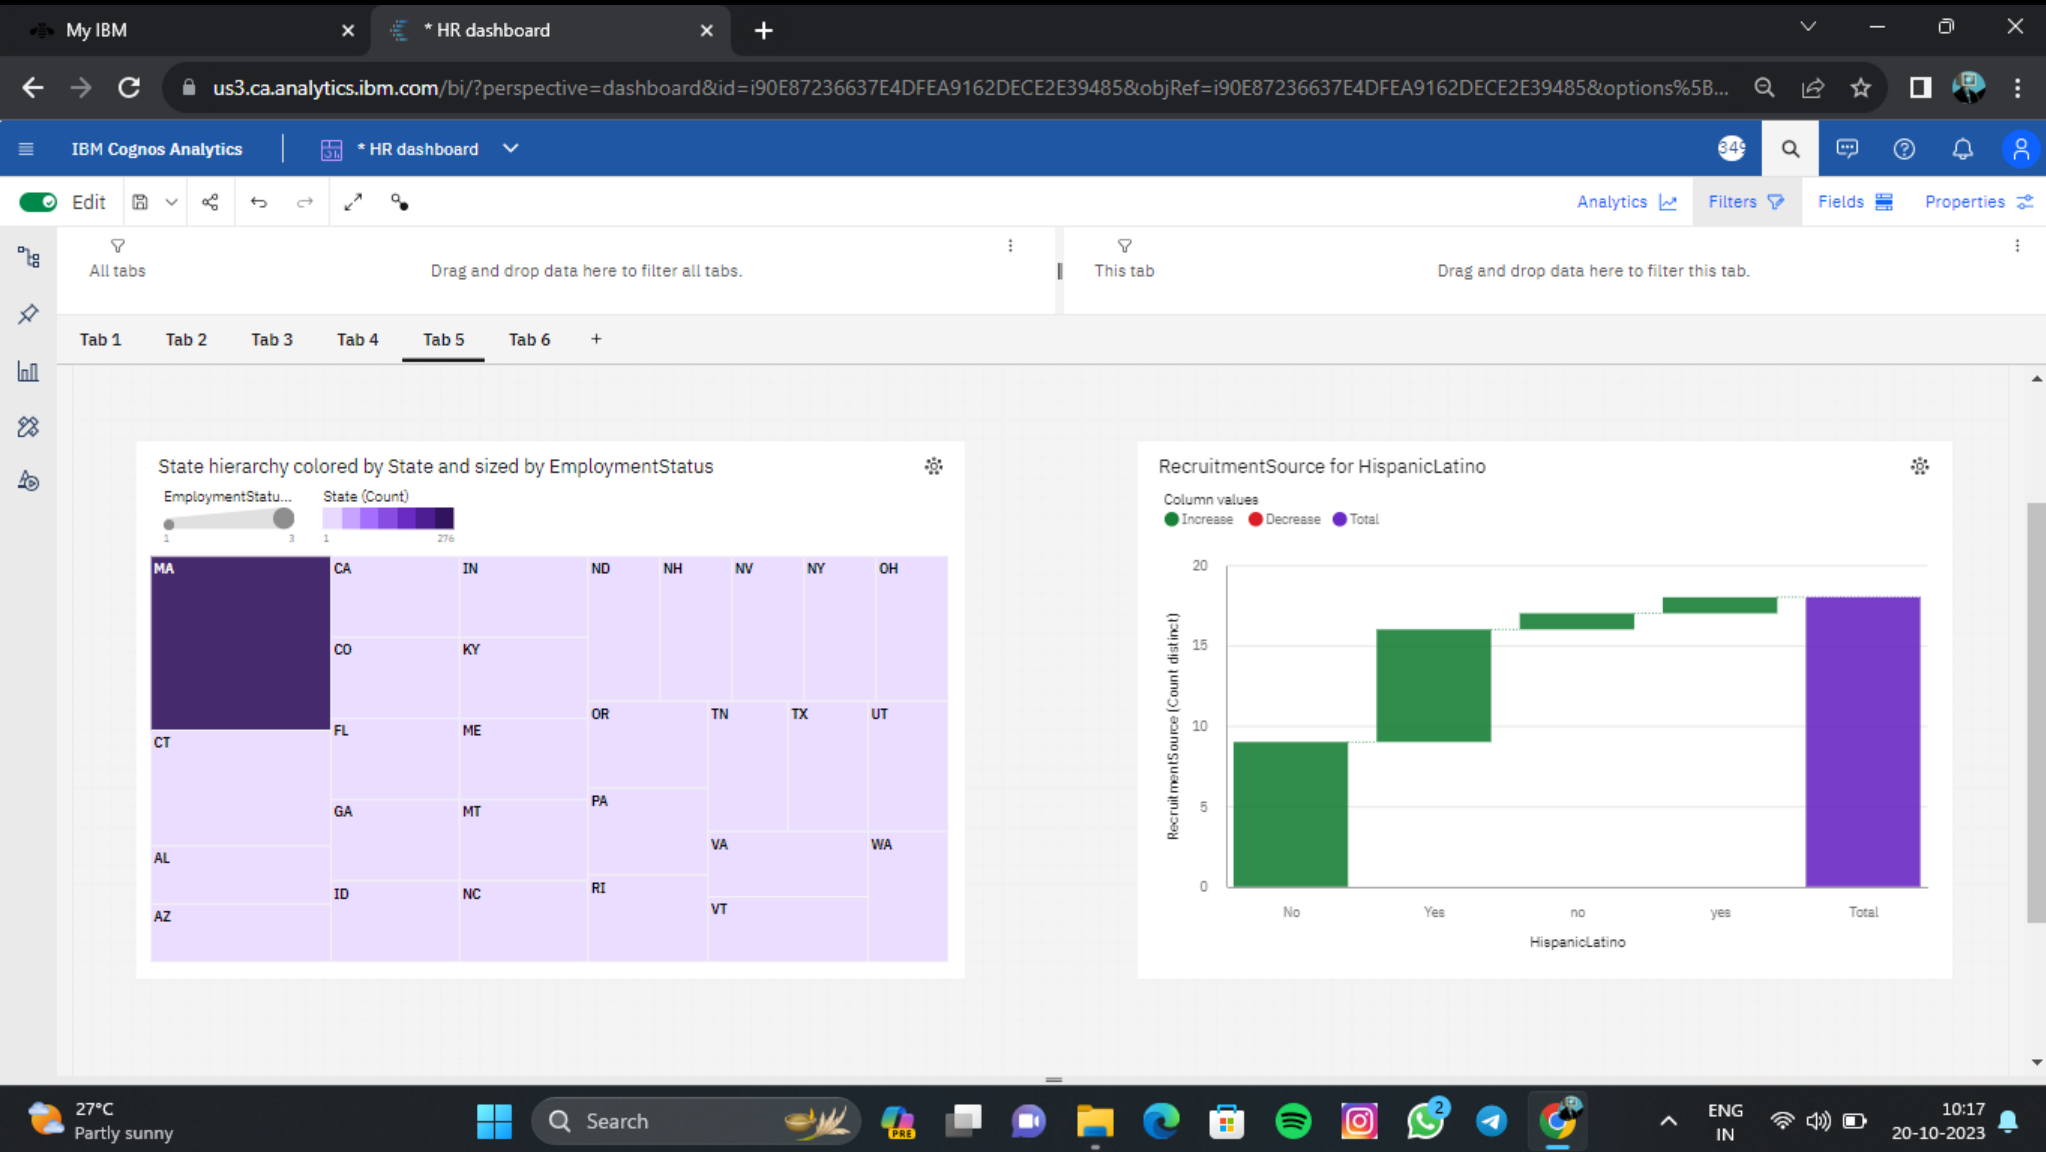 My IBM
* HR dashboard
us3.ca.analytics.ibm.com/bi/?perspective=dashboard&id=i90E87236637E4DFEA9162DECE2E39485&objRef=i90E87236637E4DFEA9162DECE2E39485&options%5B...
IBM Cognos Analytics
* HR dashboard
349
Edit
Analytics
Filters
Fields
Properties
All tabs
Drag and drop data here to filter all tabs.
This tab
Drag and drop data here to filter this tab.
Tab 1 Tab 2 Tab 3 Tab 4 Tab 5 Tab 6 +
State hierarchy colored by State and sized by EmploymentStatus
EmploymentStatu... State (Count)
1 3 1 276
MA CA IN ND NH NV NY OH
CO KY
OR TN TX UT
CT FL ME
PA
GA MT
VA WA
AL
RI
ID NC
VT
AZ
RecruitmentSource for HispanicLatino
Column values
Increase Decrease Total
RecruitmentSource (Count distinct)
20
15
10
5
0
No Yes no yes Total
HispanicLatino
27°C
Partly sunny
Search
PRE
2
ENG
IN
10:17
20-10-2023